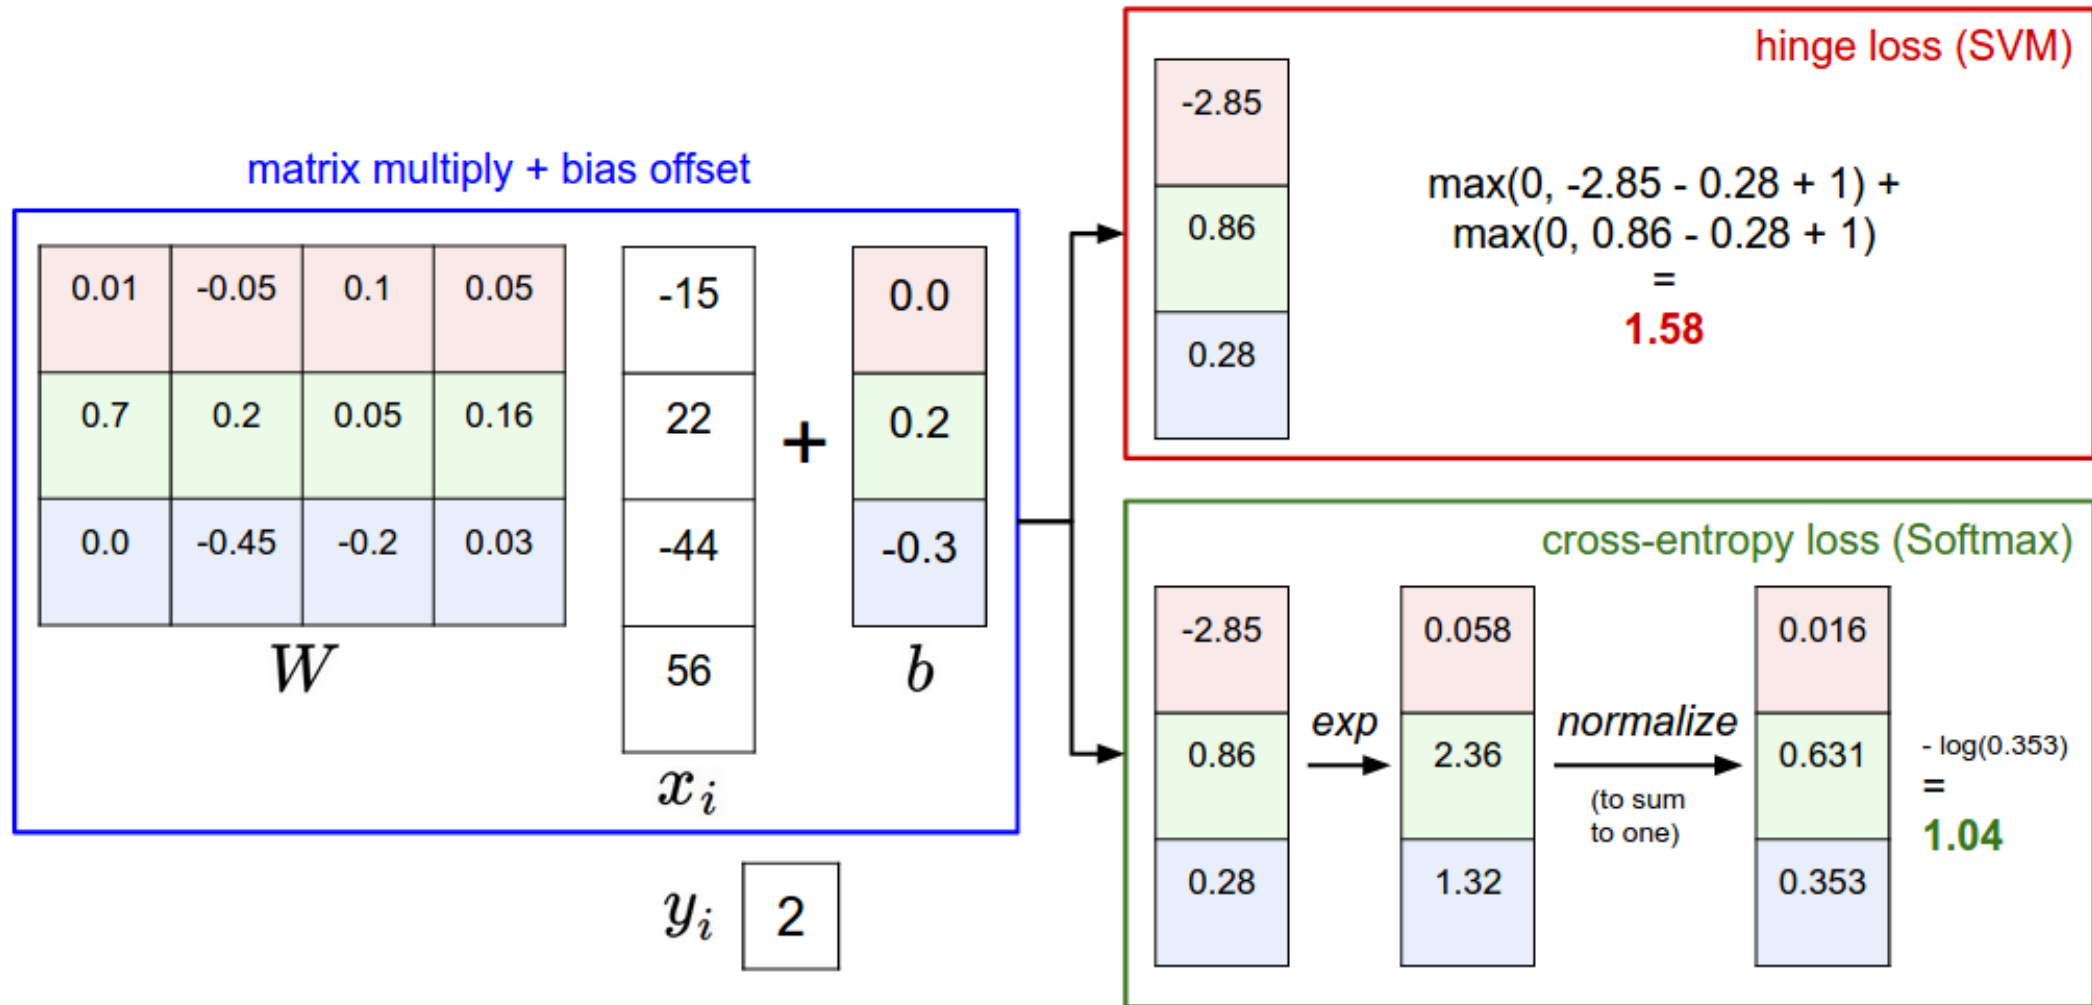 matrix multiply + bias offset
0.01 -0.05 0.1 0.05
0.7 0.2 0.05 0.16
0.0 -0.45 -0.2 0.03
W
-15
22
-44
56
x_i
+
0.0
0.2
-0.3
b
y_i 2
hinge loss (SVM)
-2.85
0.86
0.28
max(0, -2.85 - 0.28 + 1) +
max(0, 0.86 - 0.28 + 1)
=
1.58
cross-entropy loss (Softmax)
-2.85
0.86
0.28
exp
0.058
2.36
1.32
normalize
(to sum
to one)
0.016
0.631
0.353
- log(0.353)
=
1.04